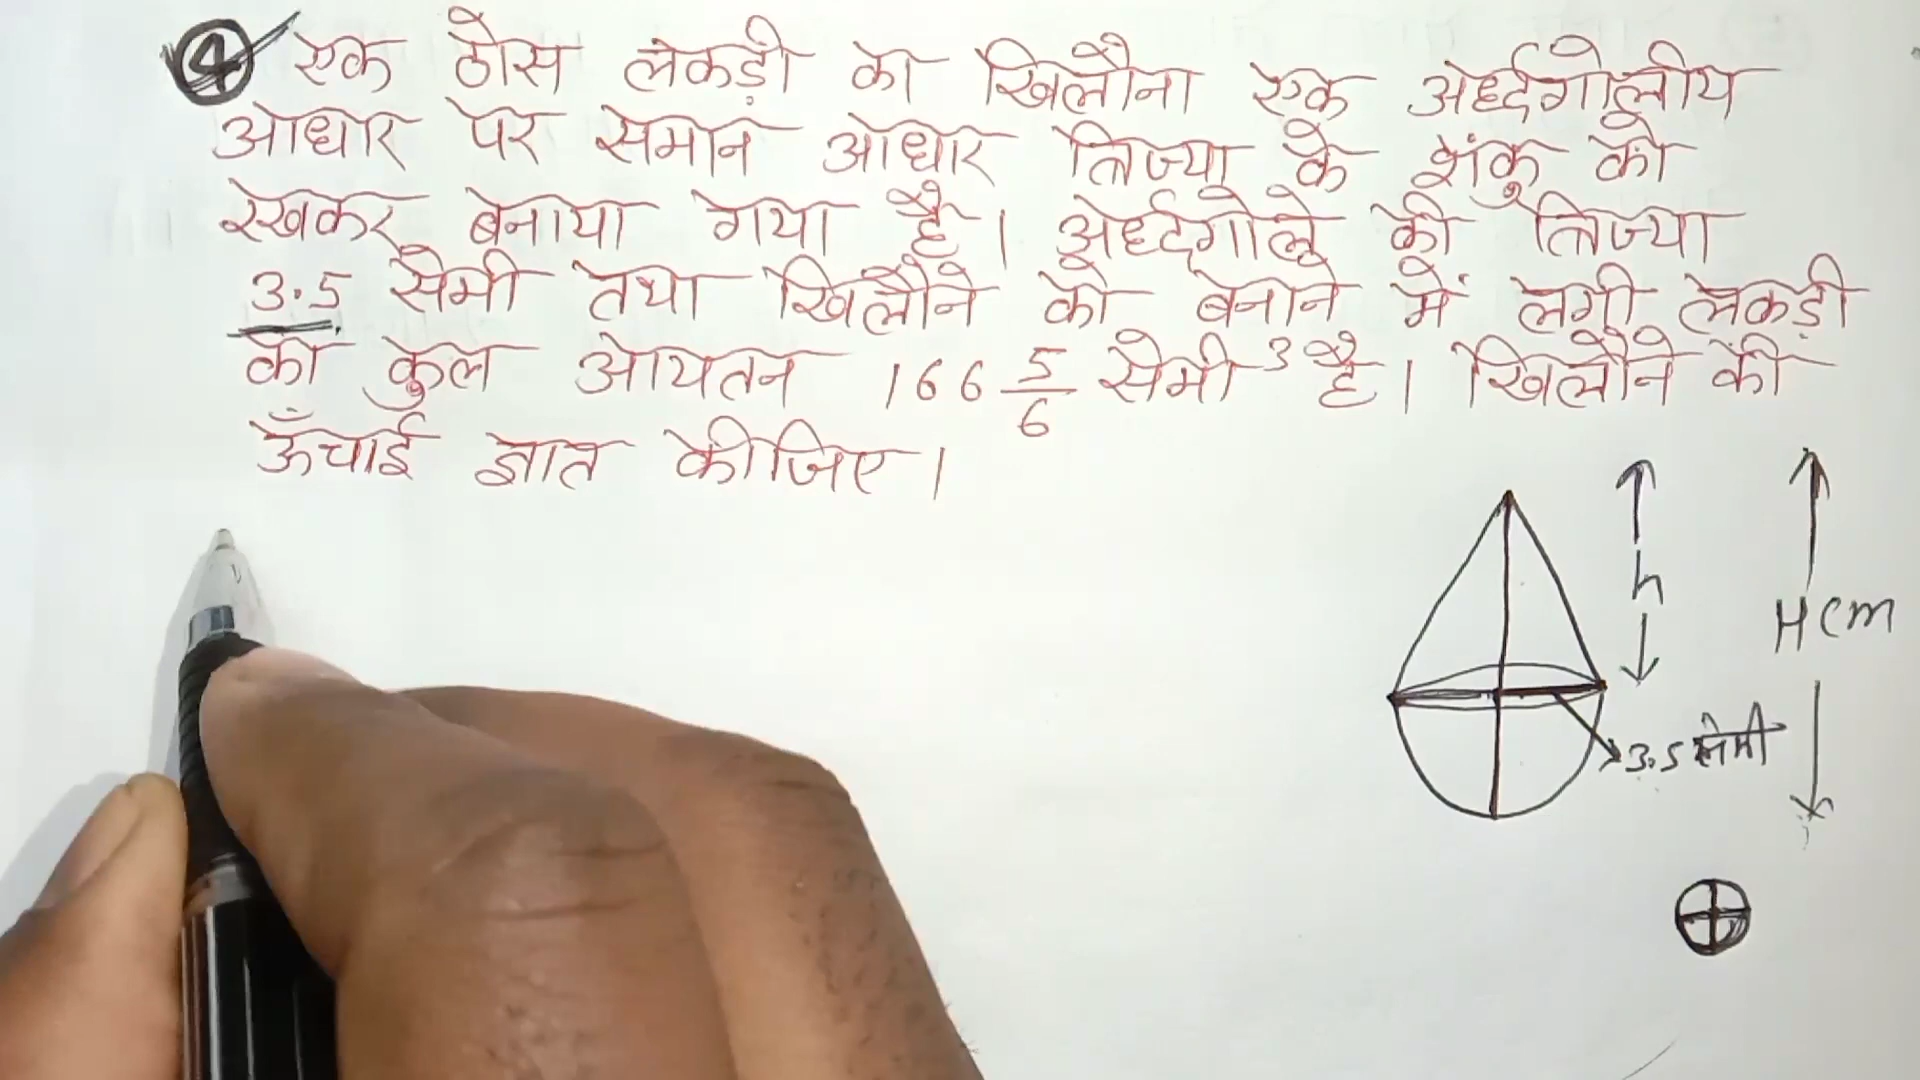 4 एक ठोस लकड़ी का खिलौना एक अर्द्धगोलीय
आधार पर समान आधार त्रिज्या के शंकु को
रखकर बनाया गया है। अर्द्धगोले की त्रिज्या
3.5 सेमी तथा खिलौने को बनाने में लगी लकड़ी
का कुल आयतन 166 5/6 सेमी³ है। खिलौने की
ऊँचाई ज्ञात कीजिए।
h
H cm
3.5 सेमी